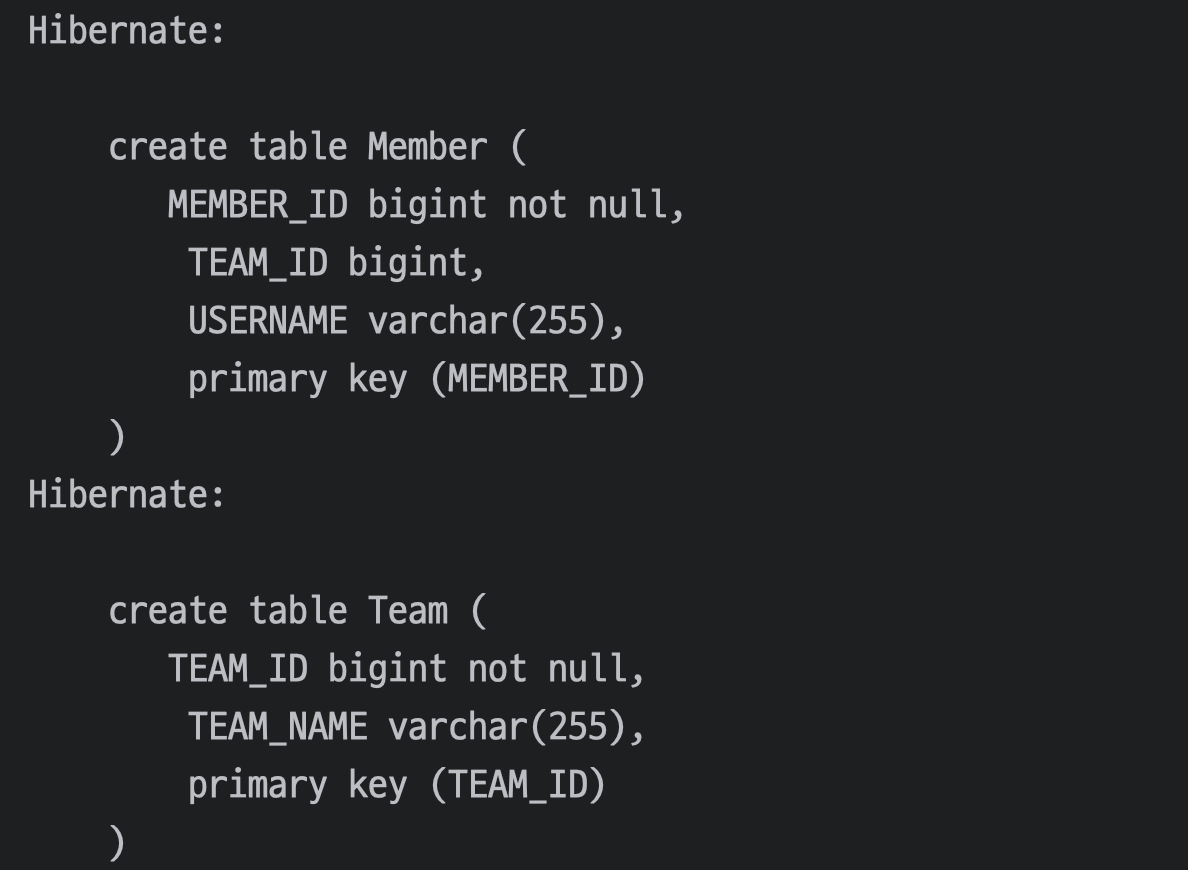 Hibernate:
create table Member (
MEMBER_ID bigint not null,
TEAM_ID bigint,
USERNAME varchar(255),
primary key (MEMBER_ID)
)
Hibernate:
create table Team (
TEAM_ID bigint not null,
TEAM_NAME varchar(255),
primary key (TEAM_ID)
)